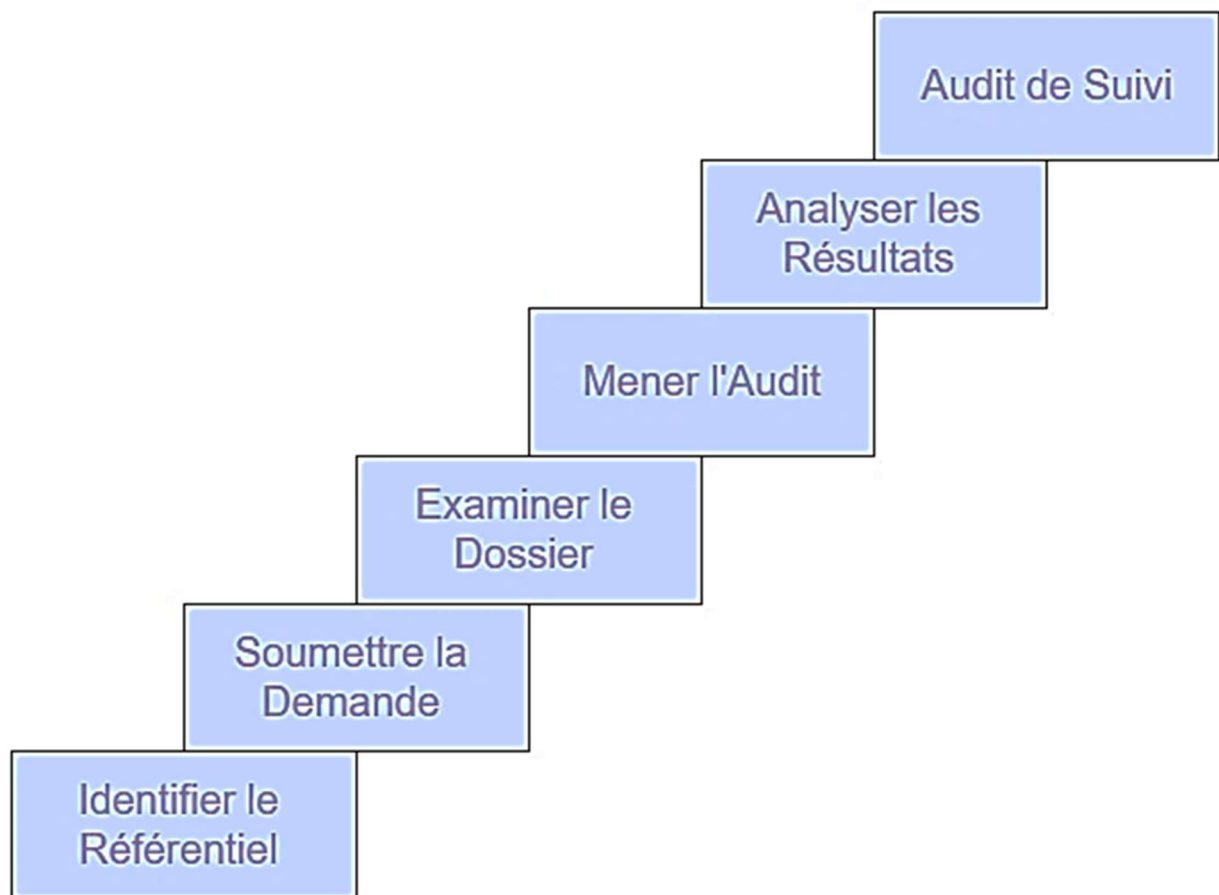 Audit de Suivi
Analyser les
Résultats
Mener l'Audit
Examiner le
Dossier
Soumettre la
Demande
Identifier le
Référentiel